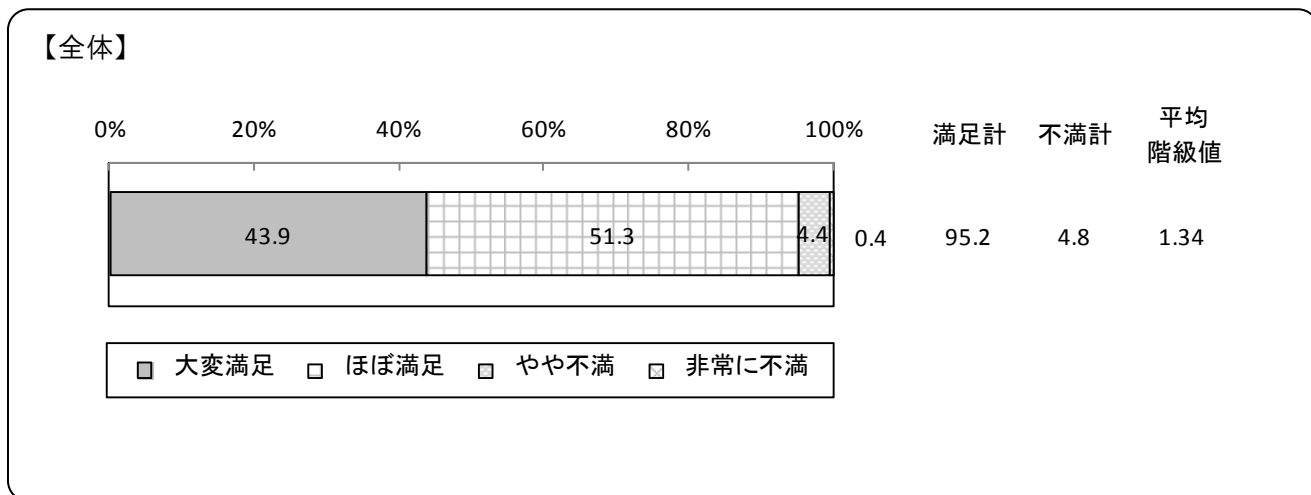 【全体】
0% 20% 40% 60% 80% 100% 満足計 不満計 平均
階級値
43.9 51.3 4.4 0.4 95.2 4.8 1.34
大変満足 ほぼ満足 やや不満 非常に不満